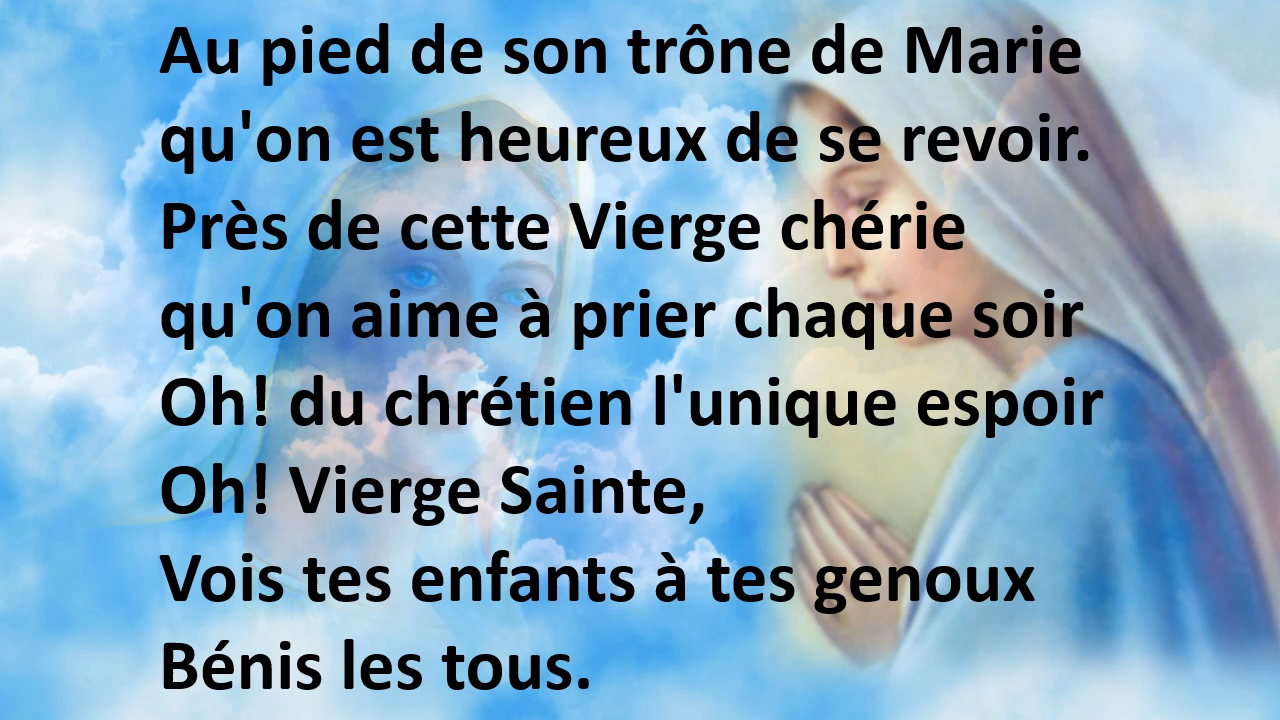 Au pied de son trône de Marie
qu'on est heureux de se revoir.
Près de cette Vierge chérie
qu'on aime à prier chaque soir
Oh! du chrétien l'unique espoir
Oh! Vierge Sainte,
Vois tes enfants à tes genoux
Bénis les tous.